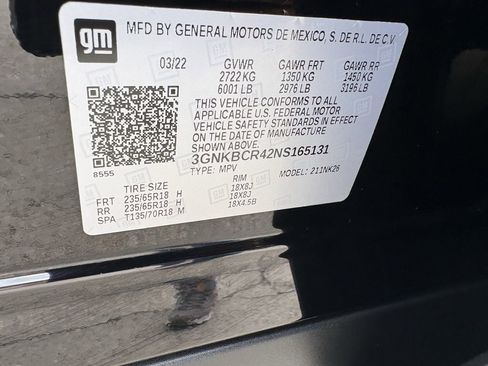 gm
MFD BY GENERAL MOTORS DE MEXICO, S. DE R.L. DE C.V.
03/22 GVWR GAWR FRT GAWR RR
2722 KG 1350 KG 1450 KG
6001 LB 2976 LB 3196 LB
THIS VEHICLE CONFORMS TO ALL
APPLICABLE U.S. FEDERAL MOTOR
VEHICLE SAFETY STANDARDS IN EFFECT
ON THE DATE OF MANUFACTURE
SHOWN ABOVE.
3GNKBCR42NS165131
TYPE: MPV MODEL: 211NK26
8555
TIRE SIZE RIM
FRT 235/65R18 H 18X8J
RR 235/65R18 H 18X8J
SPA T135/70R18 M 18X4.5B